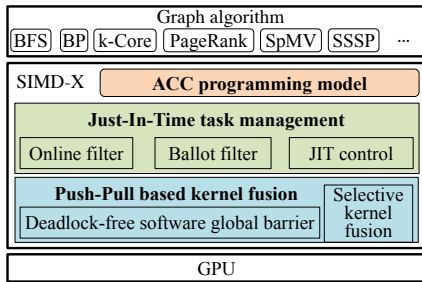 Graph algorithm
BFS BP k-Core PageRank SpMV SSSP ...
SIMD-X ACC programming model
Just-In-Time task management
Online filter Ballot filter JIT control
Push-Pull based kernel fusion
Deadlock-free software global barrier
Selective
kernel
fusion
GPU